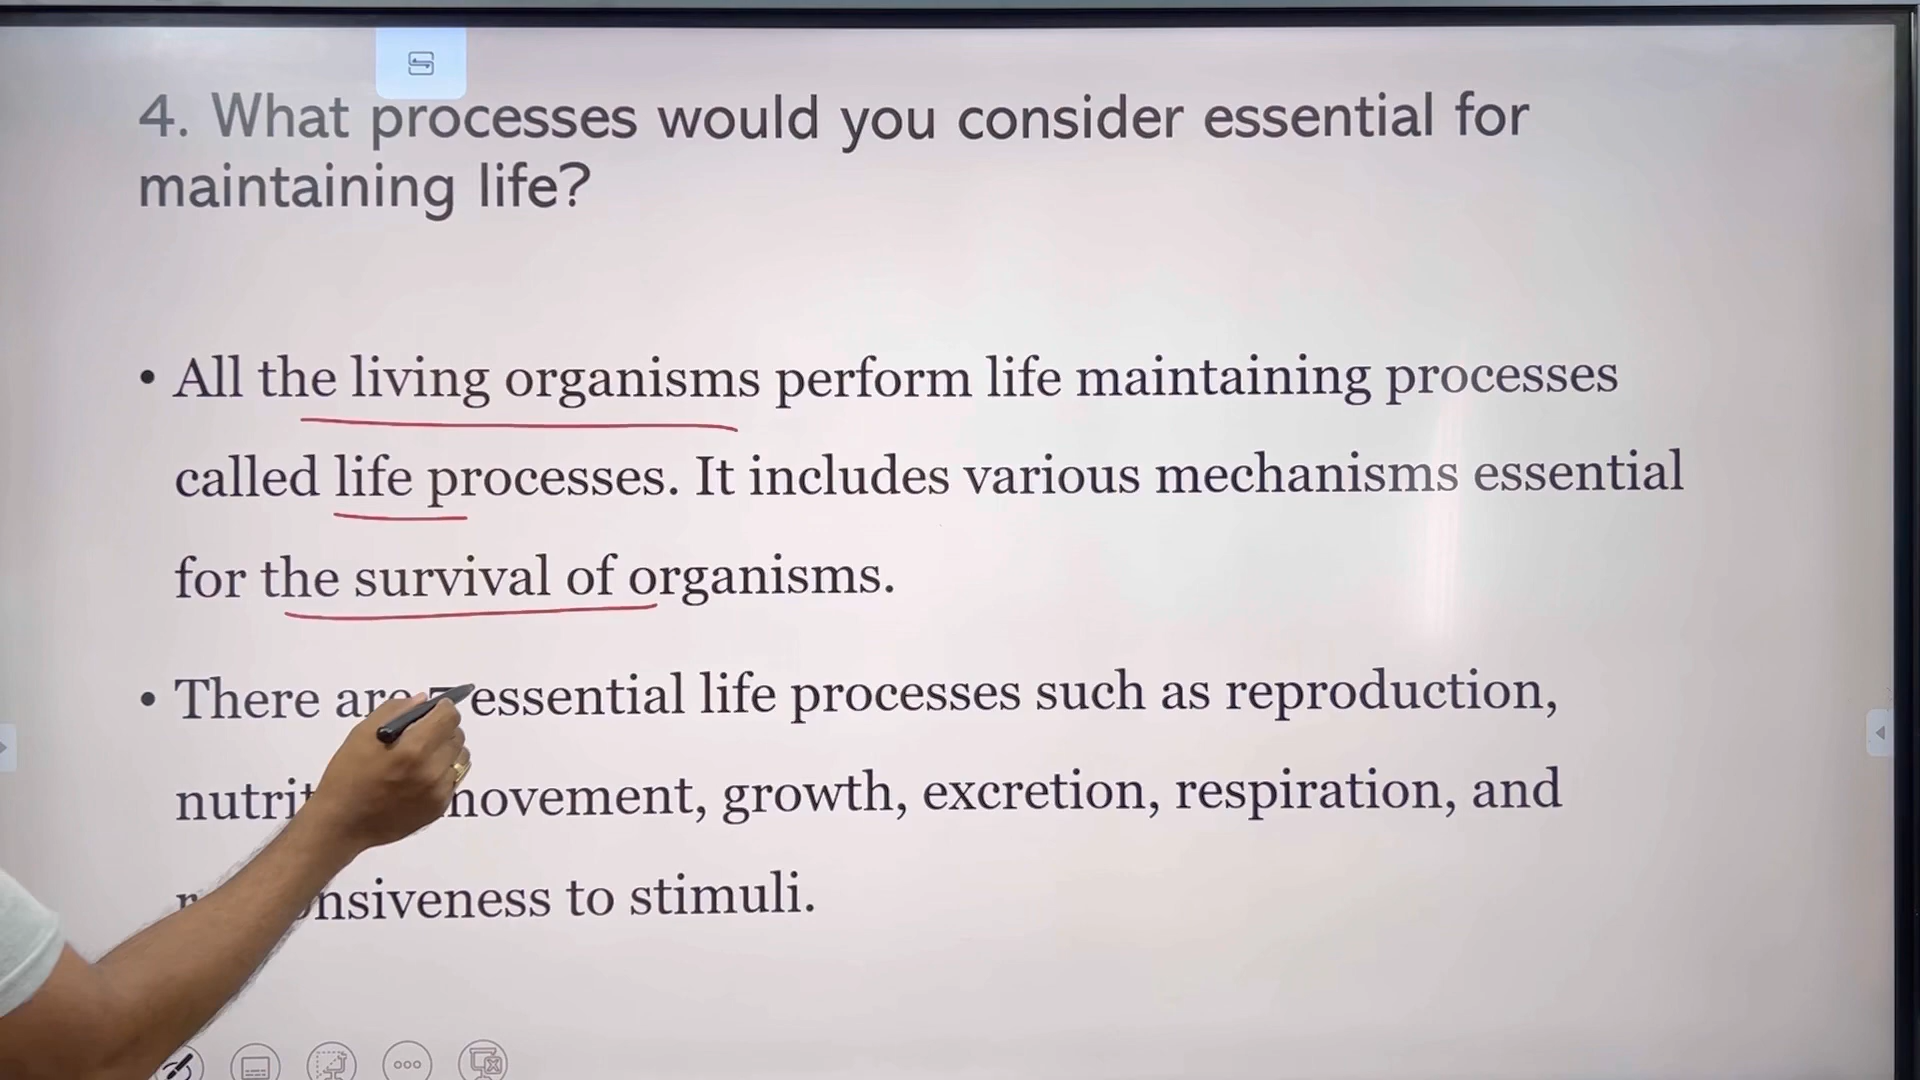 4. What processes would you consider essential for
maintaining life?
• All the living organisms perform life maintaining processes
called life processes. It includes various mechanisms essential
for the survival of organisms.
• There are essential life processes such as reproduction,
movement, growth, excretion, respiration, and
to stimuli.